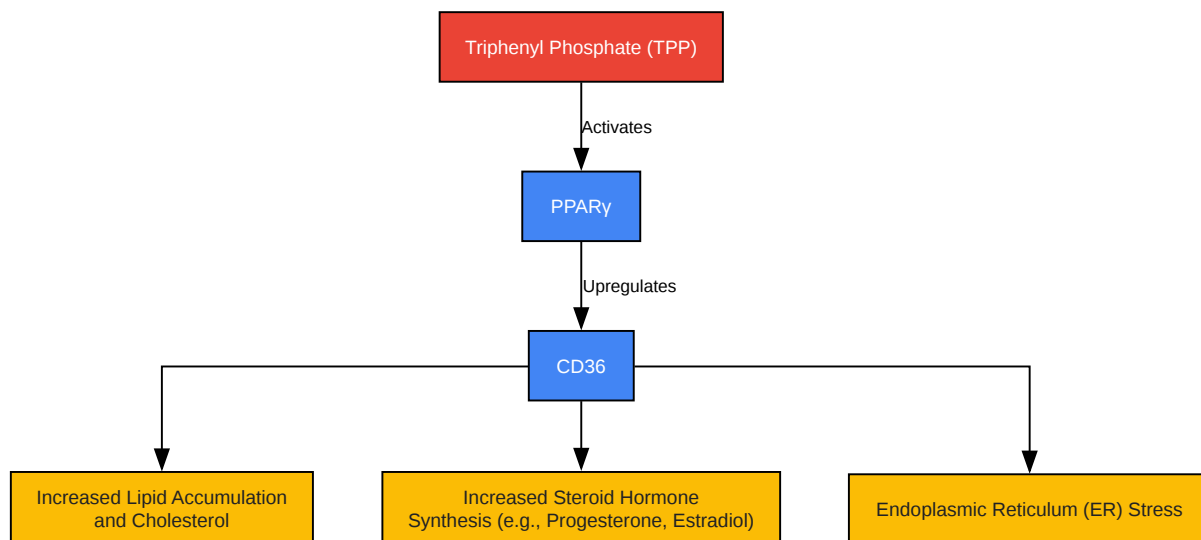 Triphenyl Phosphate (TPP)
Activates
PPARγ
Upregulates
CD36
Increased Lipid Accumulation
and Cholesterol
Increased Steroid Hormone
Synthesis (e.g., Progesterone, Estradiol)
Endoplasmic Reticulum (ER) Stress